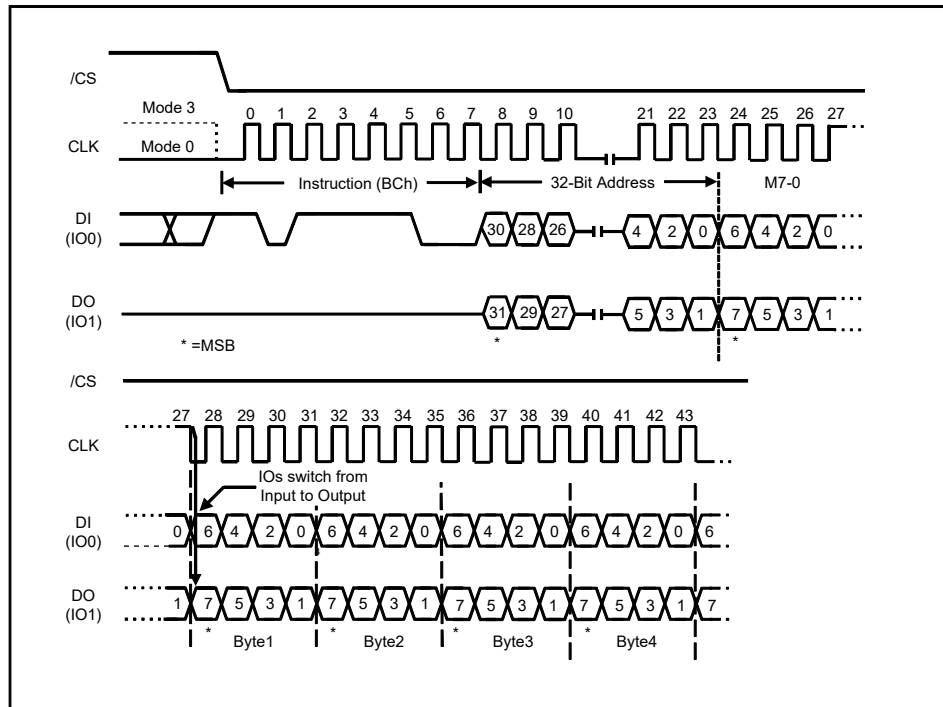 /CS
Mode 3
0 1 2 3 4 5 6 7 8 9 10 21 22 23 24 25 26 27
CLK
Mode 0
Instruction (BCh)
32-Bit Address
M7-0
DI
(IO0)
30 28 26 4 2 0 6 4 2 0
DO
(IO1)
31 29 27 5 3 1 7 5 3 1
* *
* =MSB
/CS
27 28 29 30 31 32 33 34 35 36 37 38 39 40 41 42 43
CLK
IOs switch from
Input to Output
DI
(IO0)
0 6 4 2 0 6 4 2 0 6 4 2 0 6 4 2 0 6
DO
(IO1)
1 7 5 3 1 7 5 3 1 7 5 3 1 7 5 3 1 7
* Byte1 * Byte2 * Byte3 * Byte4